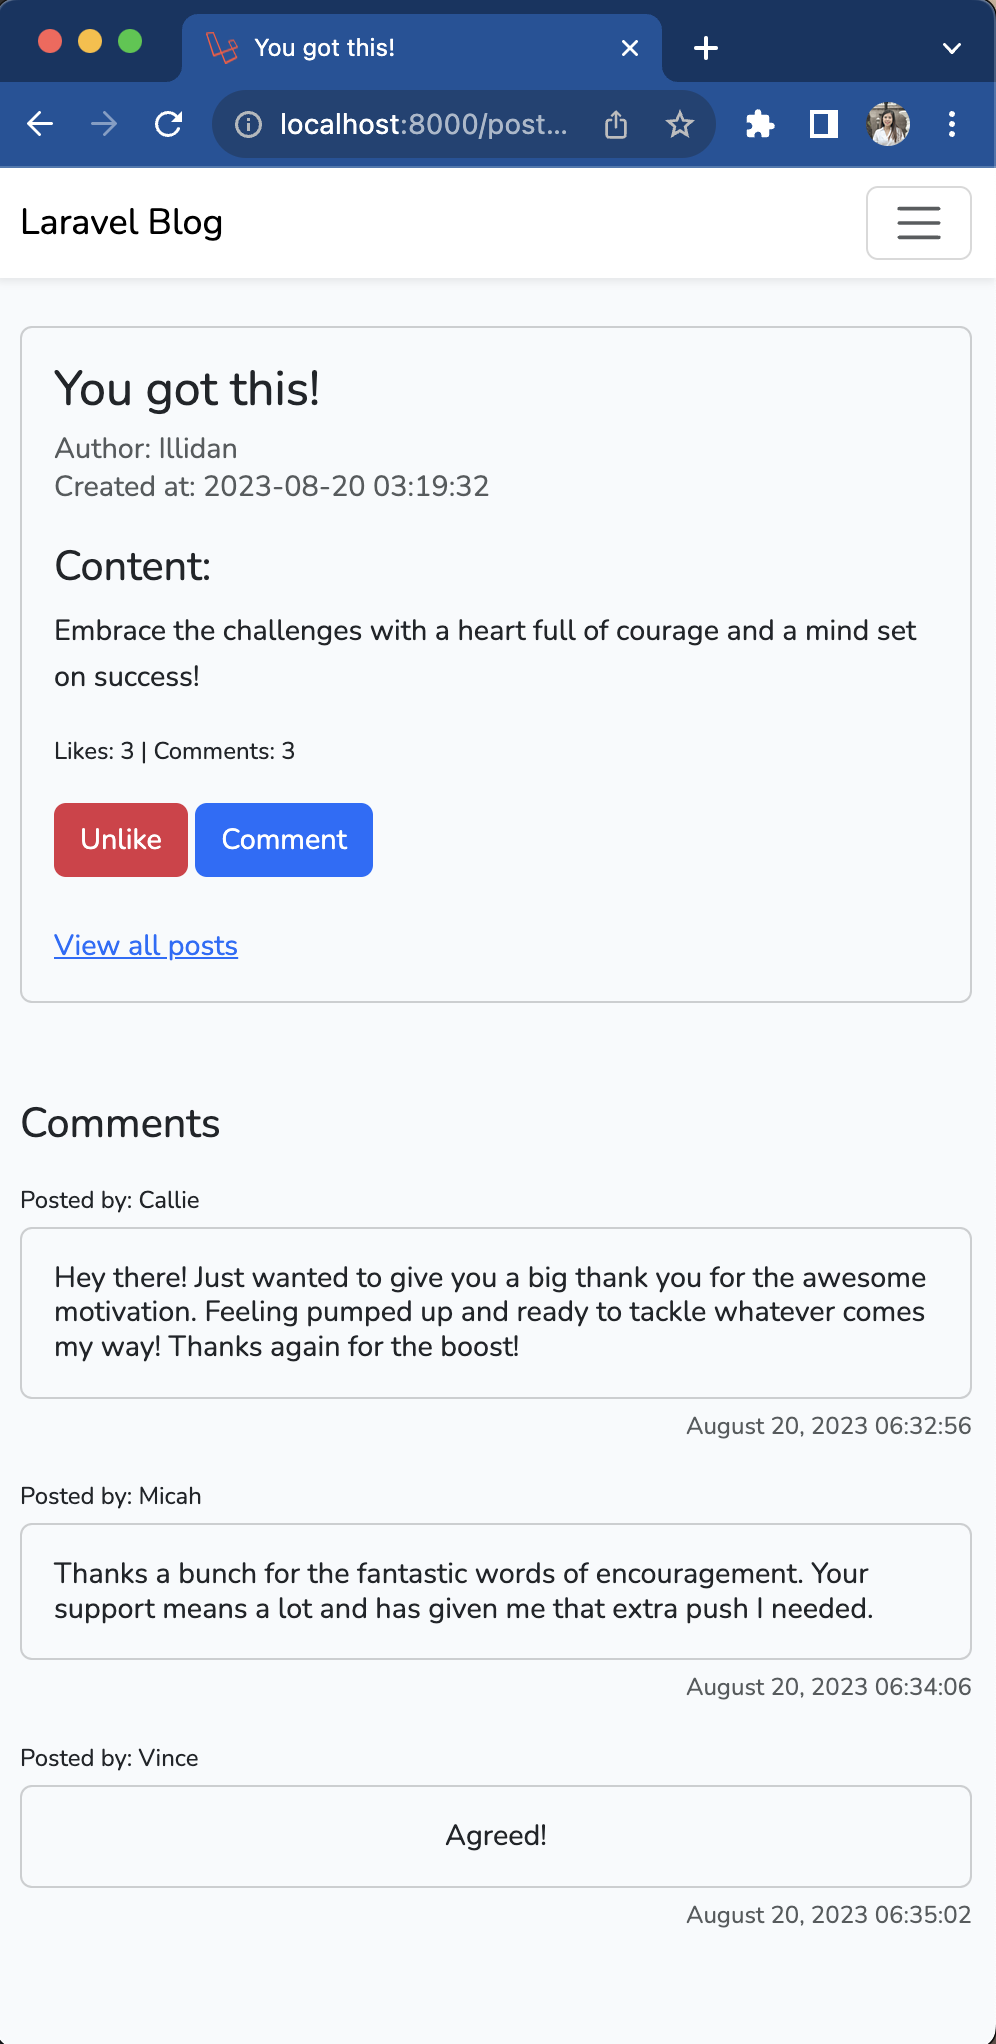 You got this!
localhost:8000/post...
Laravel Blog
You got this!
Author: Illidan
Created at: 2023-08-20 03:19:32
Content:
Embrace the challenges with a heart full of courage and a mind set
on success!
Likes: 3 | Comments: 3
Unlike Comment
View all posts
Comments
Posted by: Callie
Hey there! Just wanted to give you a big thank you for the awesome
motivation. Feeling pumped up and ready to tackle whatever comes
my way! Thanks again for the boost!
August 20, 2023 06:32:56
Posted by: Micah
Thanks a bunch for the fantastic words of encouragement. Your
support means a lot and has given me that extra push I needed.
August 20, 2023 06:34:06
Posted by: Vince
Agreed!
August 20, 2023 06:35:02